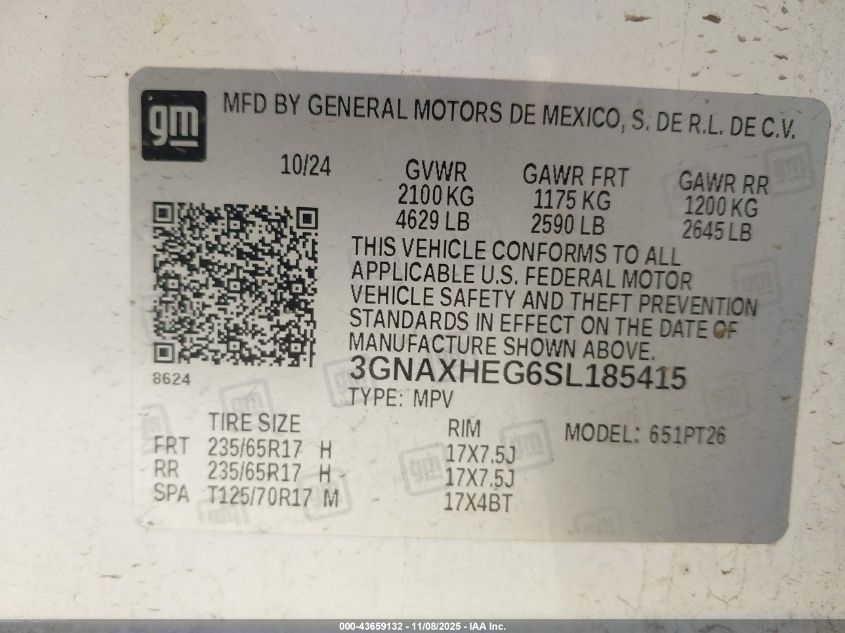 gm
MFD BY GENERAL MOTORS DE MEXICO, S. DE R.L. DE C.V.
10/24
GVWR
2100 KG
4629 LB
GAWR FRT
1175 KG
2590 LB
GAWR RR
1200 KG
2645 LB
THIS VEHICLE CONFORMS TO ALL
APPLICABLE U.S. FEDERAL MOTOR
VEHICLE SAFETY AND THEFT PREVENTION
STANDARDS IN EFFECT ON THE DATE OF
MANUFACTURE SHOWN ABOVE.
8624
3GNAXHEG6SL185415
TYPE: MPV
TIRE SIZE
RIM
MODEL: 651PT26
FRT 235/65R17 H 17X7.5J
RR 235/65R17 H 17X7.5J
SPA T125/70R17 M 17X4BT
000-43659132 - 11/08/2025 - IAA Inc.